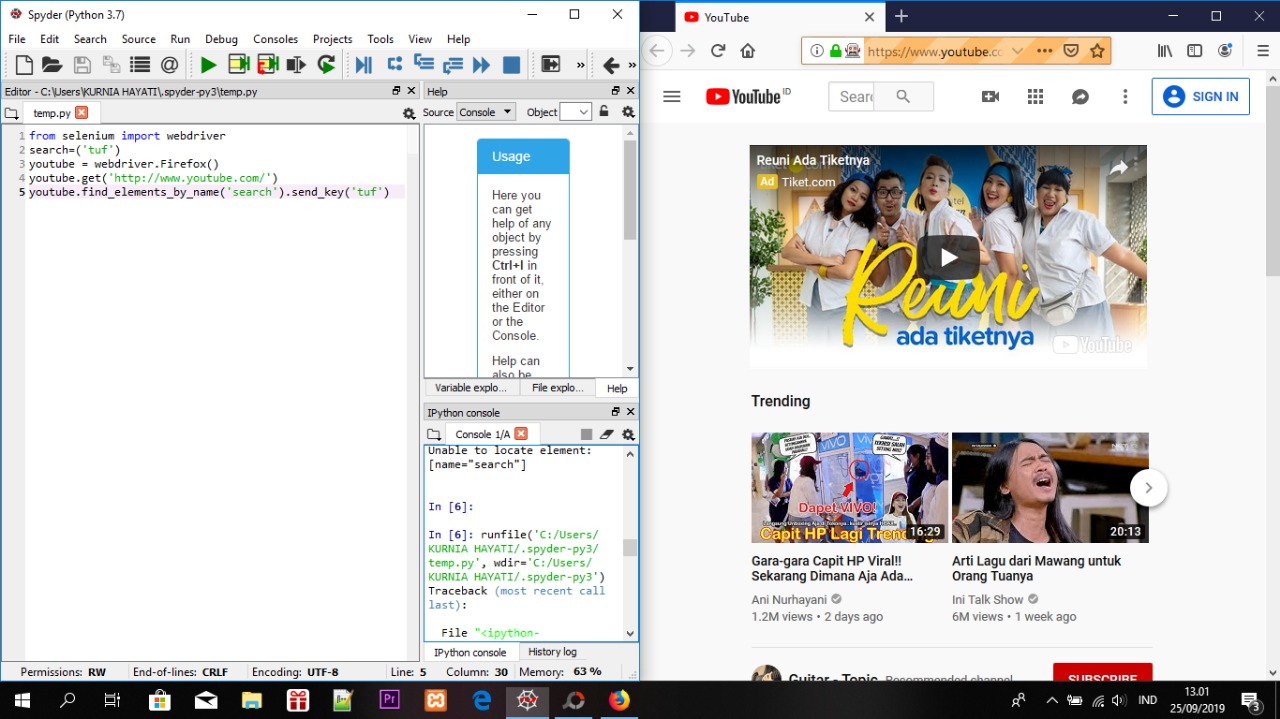 Spyder (Python 3.7)
File Edit Search Source Run Debug Consoles Projects Tools View Help
Editor - C:\Users\KURNIA HAYATI\.spyder-py3\temp.py
temp.py
1 from selenium import webdriver
2 search=('tuf')
3 youtube = webdriver.Firefox()
4 youtube.get('http://www.youtube.com/')
5 youtube.find_elements_by_name('search').send_key('tuf')
Help
Source Console Object
Usage
Here you
can get
help of any
object by
pressing
Ctrl+I in
front of it,
either on
the Editor
or the
Console.
Help can
also be
Variable explo... File explo... Help
IPython console
Console 1/A
Unable to locate element:
[name="search"]
In [6]:
In [6]: runfile('C:/Users/
KURNIA HAYATI/.spyder-py3/
temp.py', wdir='C:/Users/
KURNIA HAYATI/.spyder-py3')
Traceback (most recent call
last):
File "<ipython-
IPython console History log
Permissions: RW End-of-lines: CRLF Encoding: UTF-8 Line: 5 Column: 30 Memory: 63 %
YouTube
https://www.youtube.co
YouTube ID
Sear
SIGN IN
Reuni Ada Tiketnya
Ad Tiket.com
Reuni
ada tiketnya
YouTube
Trending
VIVO
Dapet VIVO!
Capit HP Lagi Trending
16:29
20:13
Gara-gara Capit HP Viral!!
Sekarang Dimana Aja Ada...
Ani Nurhayani
1.2M views • 2 days ago
Arti Lagu dari Mawang untuk
Orang Tuanya
Ini Talk Show
6M views • 1 week ago
Guitar - Topic Recommended channel
SUBSCRIBE
Pr
IND
13.01
25/09/2019
3